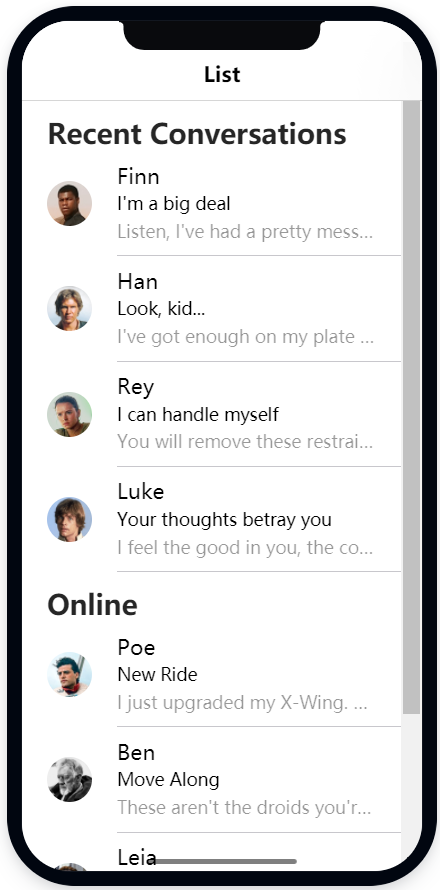 List
Recent Conversations
Finn
I'm a big deal
Listen, I've had a pretty mess...
Han
Look, kid...
I've got enough on my plate ...
Rey
I can handle myself
You will remove these restrai...
Luke
Your thoughts betray you
I feel the good in you, the co...
Online
Poe
New Ride
I just upgraded my X-Wing. ...
Ben
Move Along
These aren't the droids you'r...
Leia